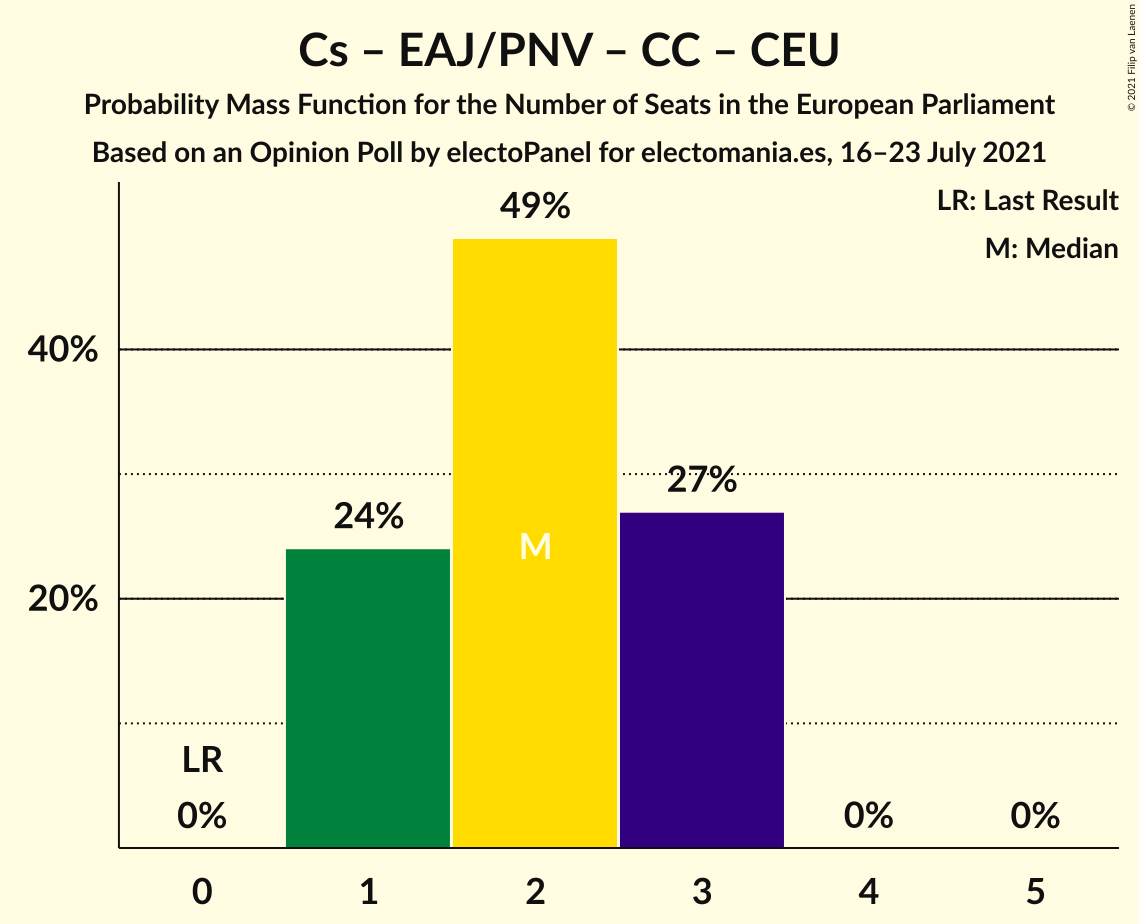 Cs – EAJ/PNV – CC – CEU
Probability Mass Function for the Number of Seats in the European Parliament
Based on an Opinion Poll by electoPanel for electomania.es, 16–23 July 2021
© 2021 Filip van Laenen
LR: Last Result
M: Median
49%
40%
27%
24%
M
20%
LR
0%
0%
0%
0 1 2 3 4 5